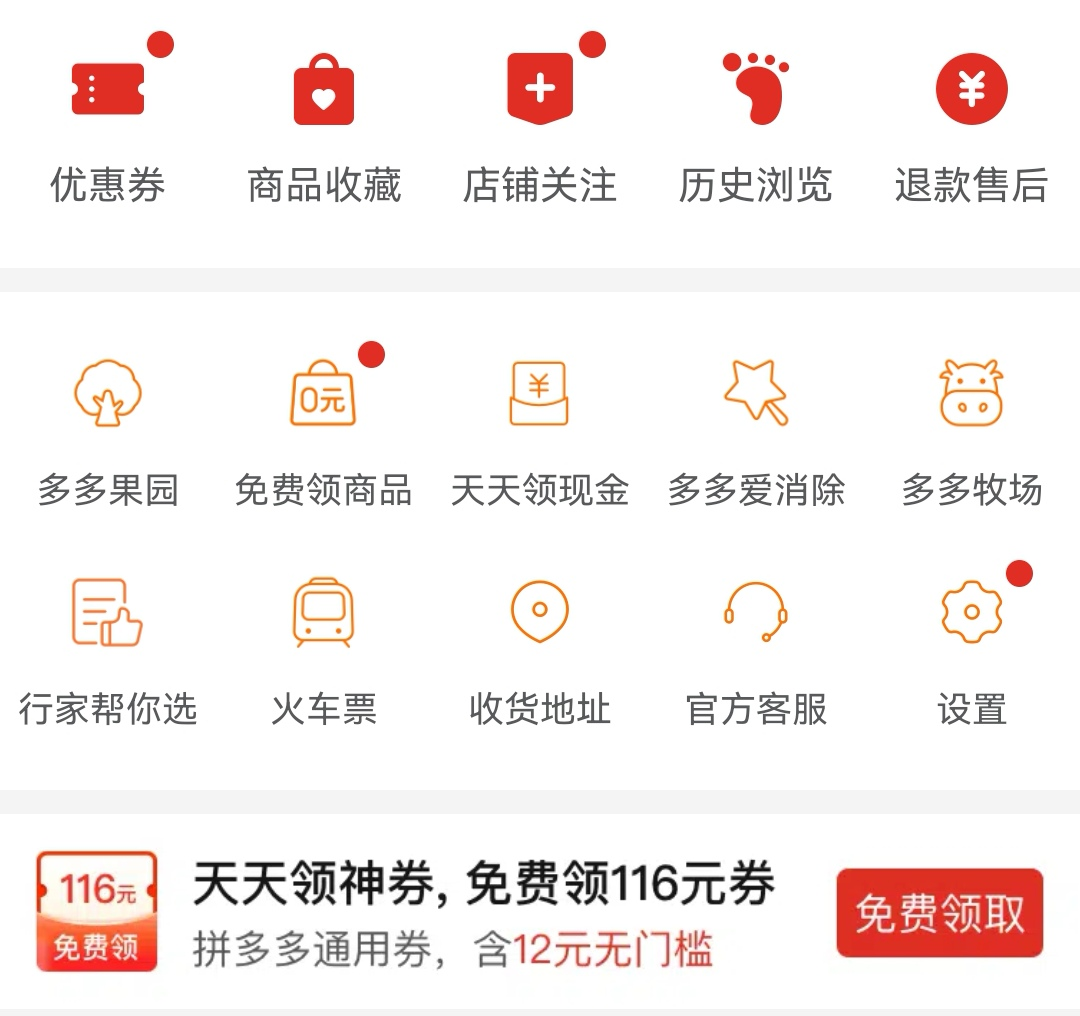 优惠券 商品收藏 店铺关注 历史浏览 退款售后
0元
多多果园 免费领商品 天天领现金 多多爱消除 多多牧场
行家帮你选 火车票 收货地址 官方客服 设置
116元
免费领
天天领神券, 免费领116元券
拼多多通用券，含12元无门槛
免费领取